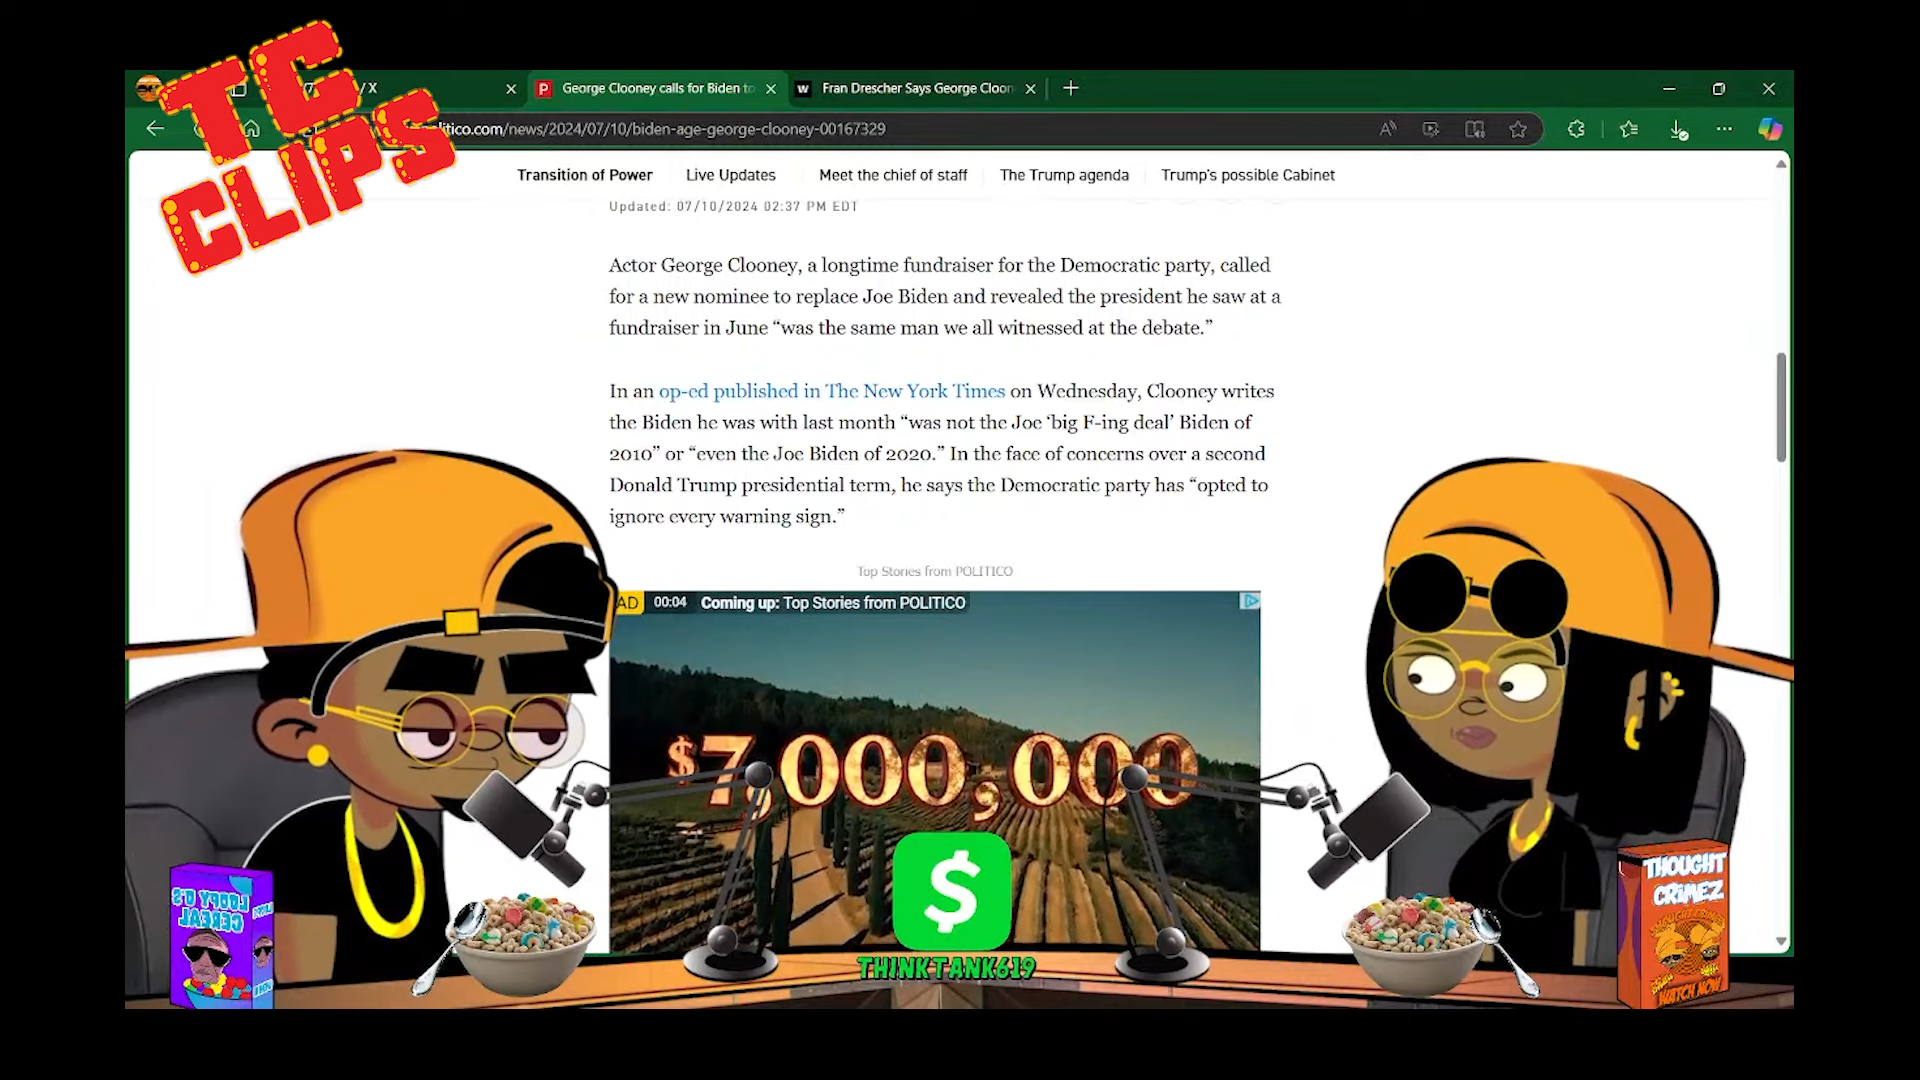 TC
CLIPS
/ X
George Clooney calls for Biden to
Fran Drescher Says George Cloon
itico.com/news/2024/07/10/biden-age-george-clooney-00167329
Transition of Power
Live Updates
Meet the chief of staff
The Trump agenda
Trump's possible Cabinet
Updated: 07/10/2024 02:37 PM EDT
Actor George Clooney, a longtime fundraiser for the Democratic party, called
for a new nominee to replace Joe Biden and revealed the president he saw at a
fundraiser in June “was the same man we all witnessed at the debate.”
In an op-ed published in The New York Times on Wednesday, Clooney writes
the Biden he was with last month “was not the Joe ‘big F-ing deal’ Biden of
2010” or “even the Joe Biden of 2020.” In the face of concerns over a second
Donald Trump presidential term, he says the Democratic party has “opted to
ignore every warning sign.”
Top Stories from POLITICO
AD 00:04 Coming up: Top Stories from POLITICO
$7,000,000
$
THINKTANK619
LOOPY O'S
CEREAL
THOUGHT
CRIMEZ
WATCH NOW